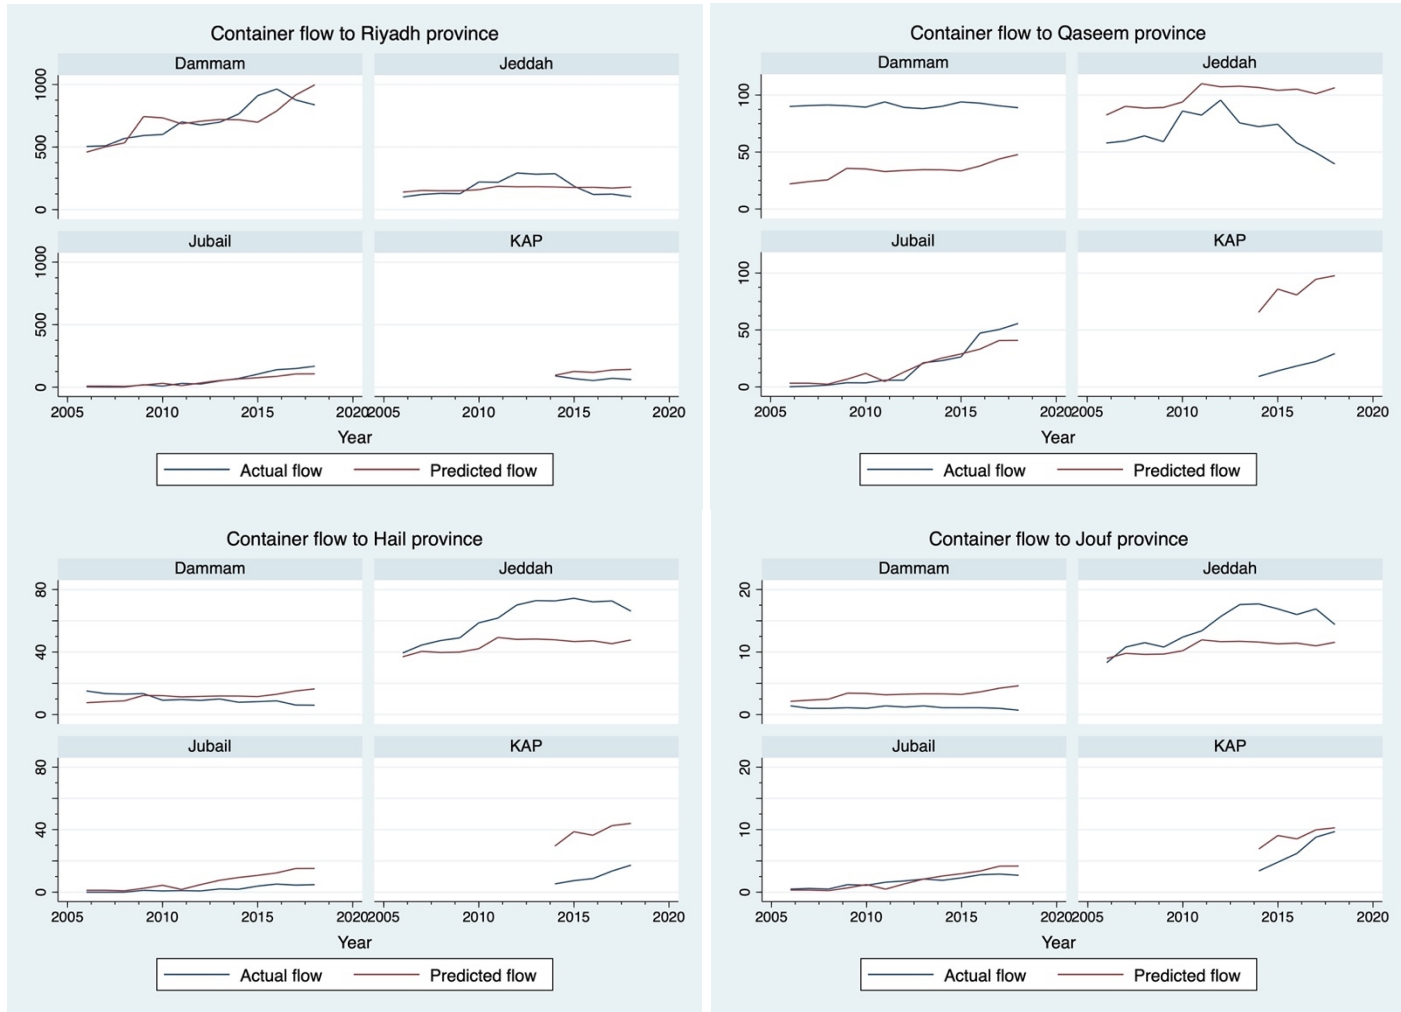 Container flow to Riyadh province
Dammam Jeddah
1000
500
0
Jubail KAP
1000
500
0
2005 2010 2015 2020 2005 2010 2015 2020
Year
Actual flow Predicted flow
Container flow to Qaseem province
Dammam Jeddah
100
50
0
Jubail KAP
100
50
0
2005 2010 2015 2020 2005 2010 2015 2020
Year
Actual flow Predicted flow
Container flow to Hail province
Dammam Jeddah
80
40
0
Jubail KAP
80
40
0
2005 2010 2015 2020 2005 2010 2015 2020
Year
Actual flow Predicted flow
Container flow to Jouf province
Dammam Jeddah
20
10
0
Jubail KAP
20
10
0
2005 2010 2015 2020 2005 2010 2015 2020
Year
Actual flow Predicted flow